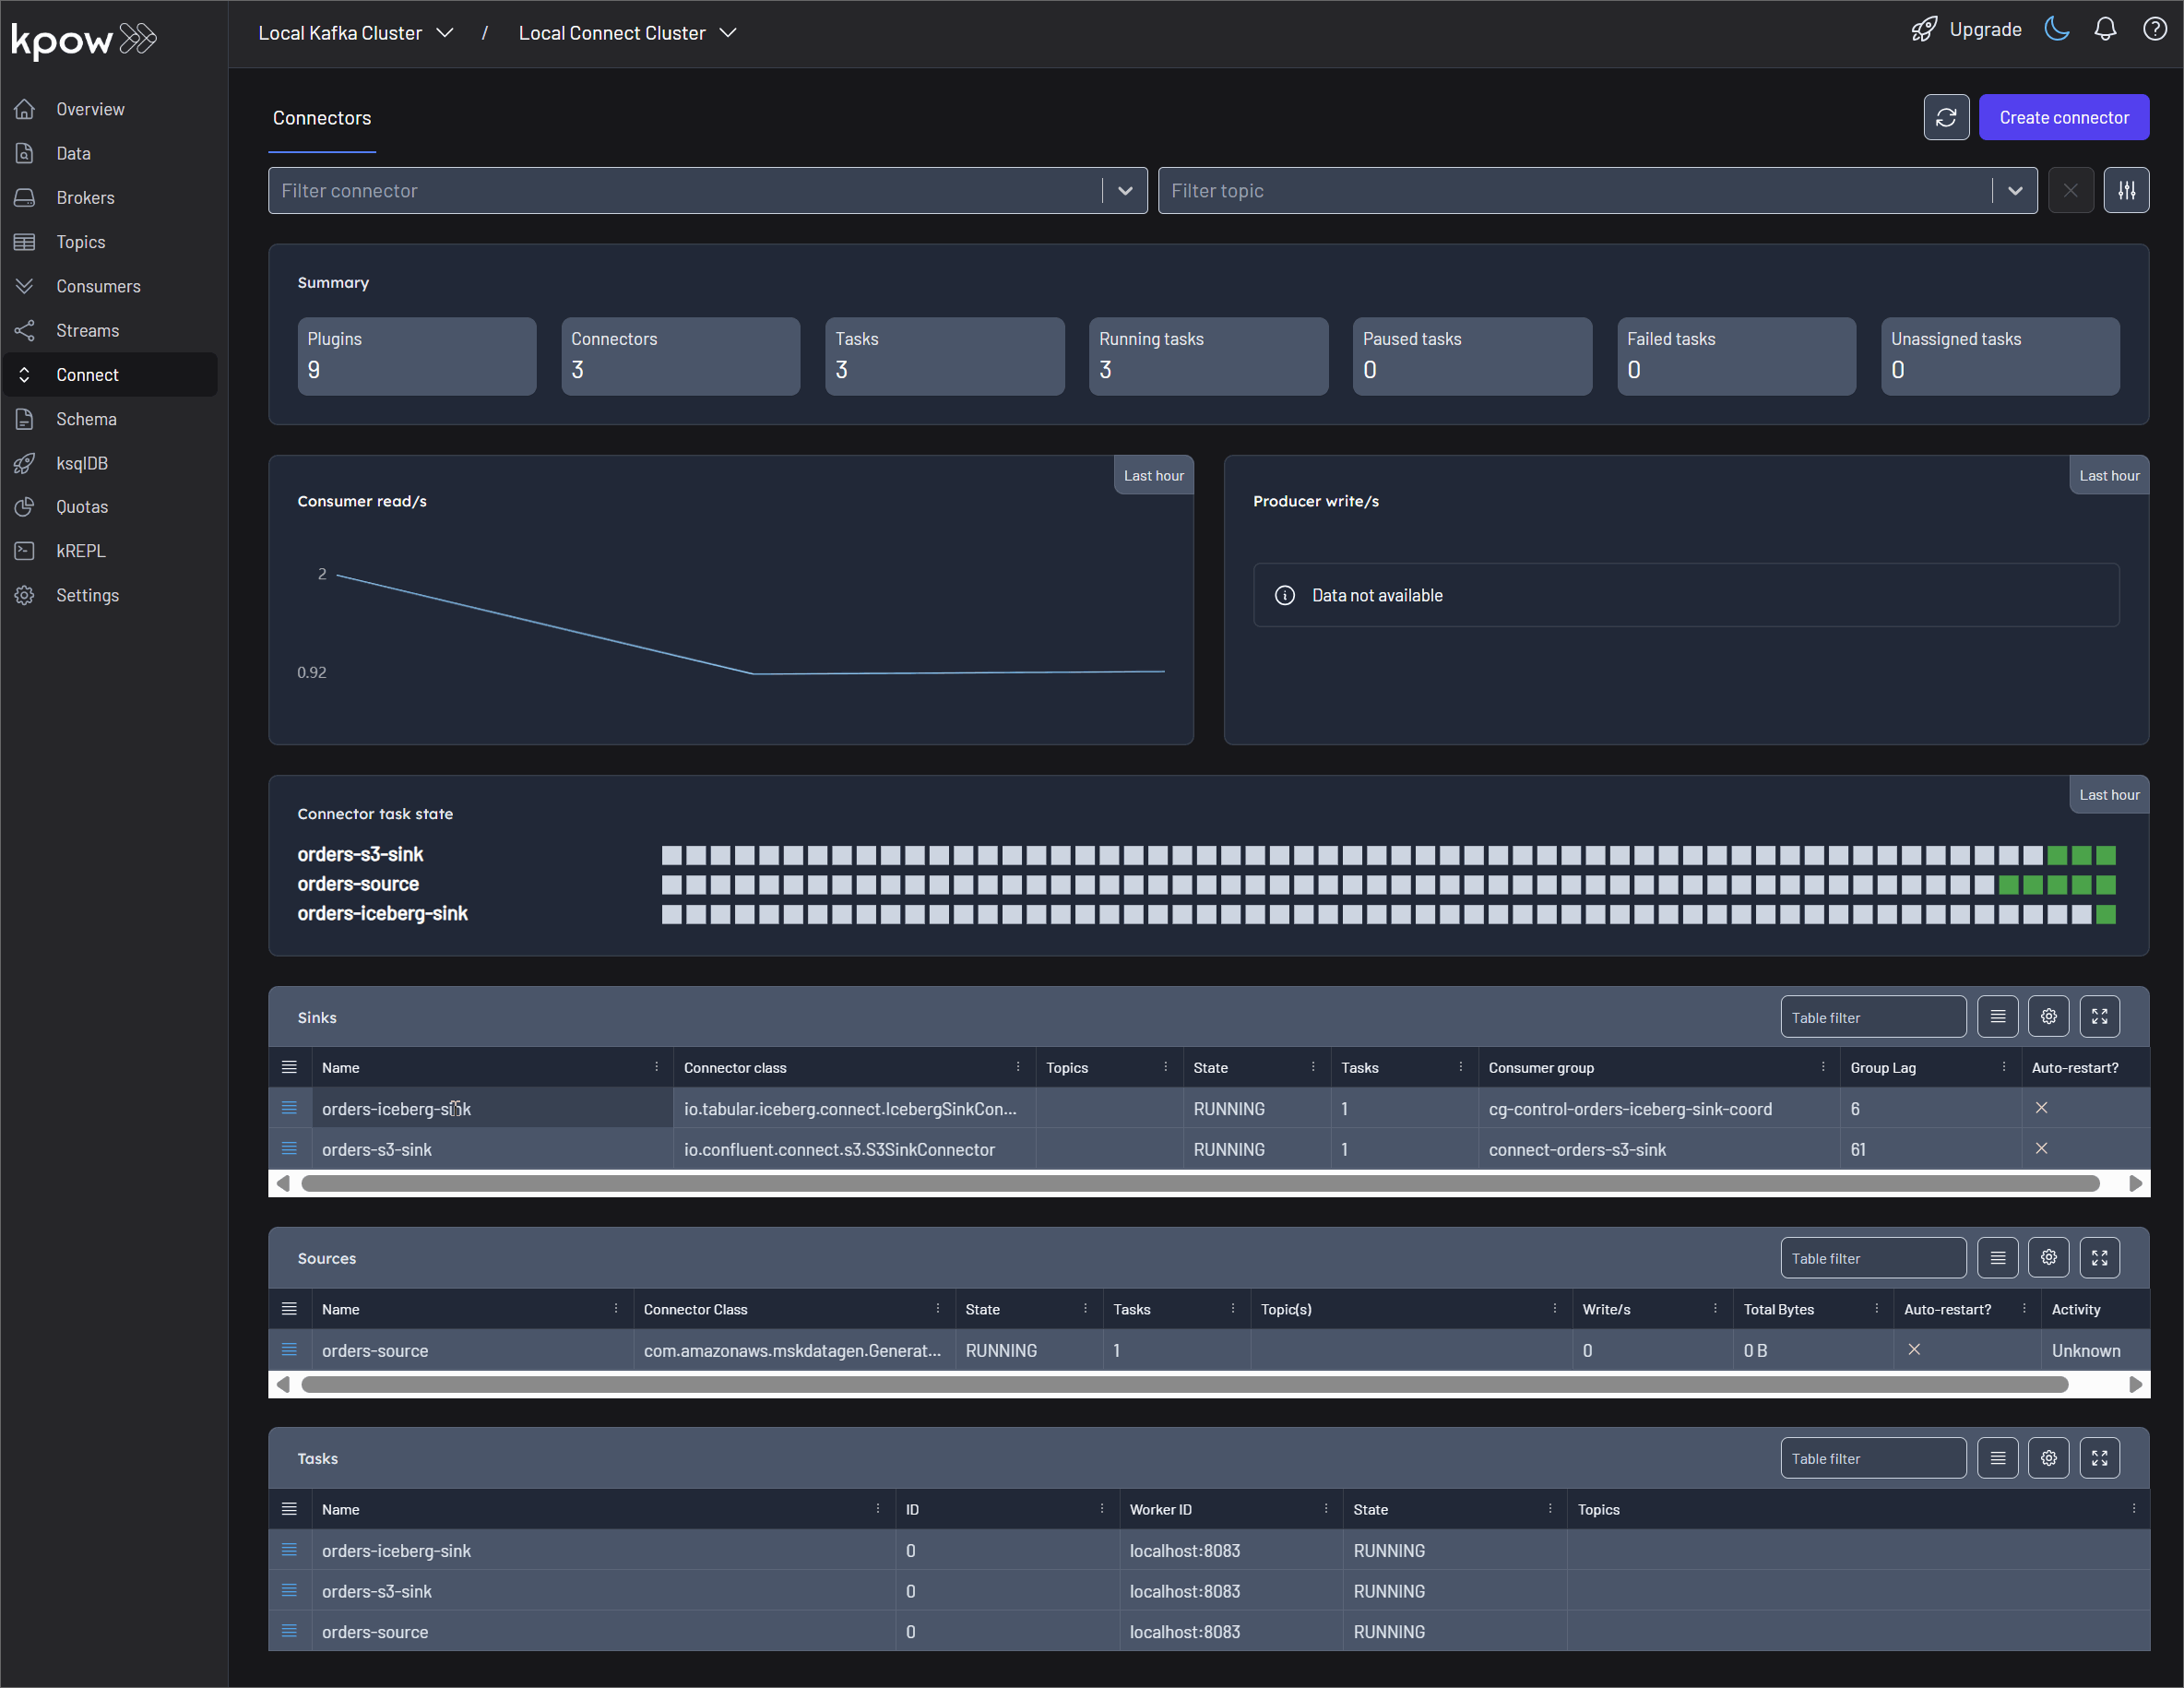 kpow
Local Kafka Cluster / Local Connect Cluster
Upgrade
Overview
Data
Brokers
Topics
Consumers
Streams
Connect
Schema
ksqlDB
Quotas
kREPL
Settings
Connectors
Create connector
Filter connector
Filter topic
Summary
Plugins
9
Connectors
3
Tasks
3
Running tasks
3
Paused tasks
0
Failed tasks
0
Unassigned tasks
0
Last hour
Consumer read/s
2
0.92
Last hour
Producer write/s
Data not available
Last hour
Connector task state
orders-s3-sink
orders-source
orders-iceberg-sink
Sinks
Table filter
Name Connector class Topics State Tasks Consumer group Group Lag Auto-restart?
orders-iceberg-sink io.tabular.iceberg.connect.IcebergSinkCon... RUNNING 1 cg-control-orders-iceberg-sink-coord 6
orders-s3-sink io.confluent.connect.s3.S3SinkConnector RUNNING 1 connect-orders-s3-sink 61
Sources
Table filter
Name Connector Class State Tasks Topic(s) Write/s Total Bytes Auto-restart? Activity
orders-source com.amazonaws.mskdatagen.Generat... RUNNING 1 0 0 B Unknown
Tasks
Table filter
Name ID Worker ID State Topics
orders-iceberg-sink 0 localhost:8083 RUNNING
orders-s3-sink 0 localhost:8083 RUNNING
orders-source 0 localhost:8083 RUNNING